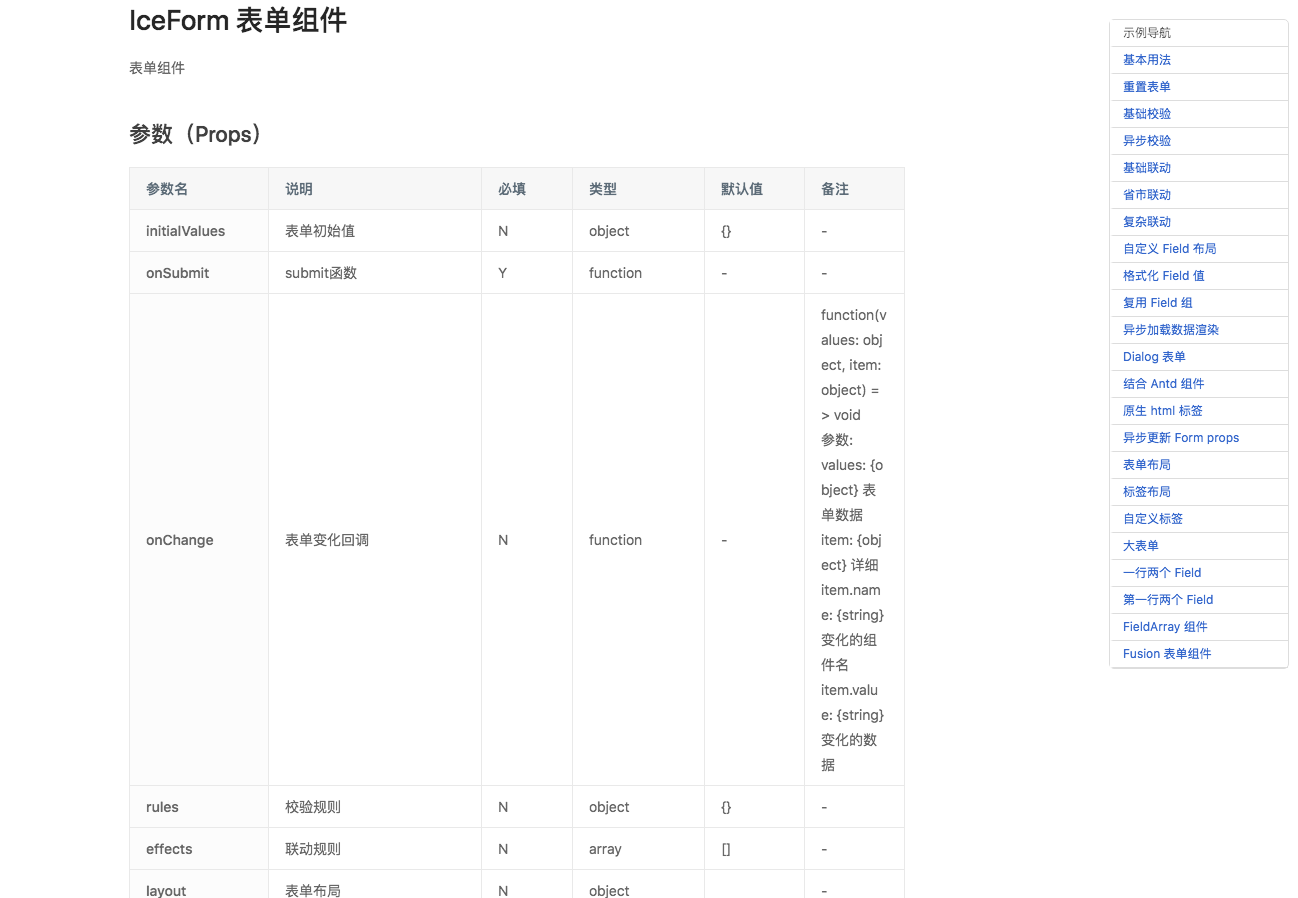 IceForm 表单组件
表单组件
参数（Props）
参数名 说明 必填 类型 默认值 备注
initialValues 表单初始值 N object {} -
onSubmit submit函数 Y function - -
onChange 表单变化回调 N function -
function(v
alues: obj
ect, item:
object) =
> void
参数:
values: {o
bject} 表
单数据
item: {obj
ect} 详细
item.nam
e: {string}
变化的组
件名
item.valu
e: {string}
变化的数
据
rules 校验规则 N object {} -
effects 联动规则 N array [] -
layout 表单布局 N object -
示例导航
基本用法
重置表单
基础校验
异步校验
基础联动
省市联动
复杂联动
自定义 Field 布局
格式化 Field 值
复用 Field 组
异步加载数据渲染
Dialog 表单
结合 Antd 组件
原生 html 标签
异步更新 Form props
表单布局
标签布局
自定义标签
大表单
一行两个 Field
第一行两个 Field
FieldArray 组件
Fusion 表单组件